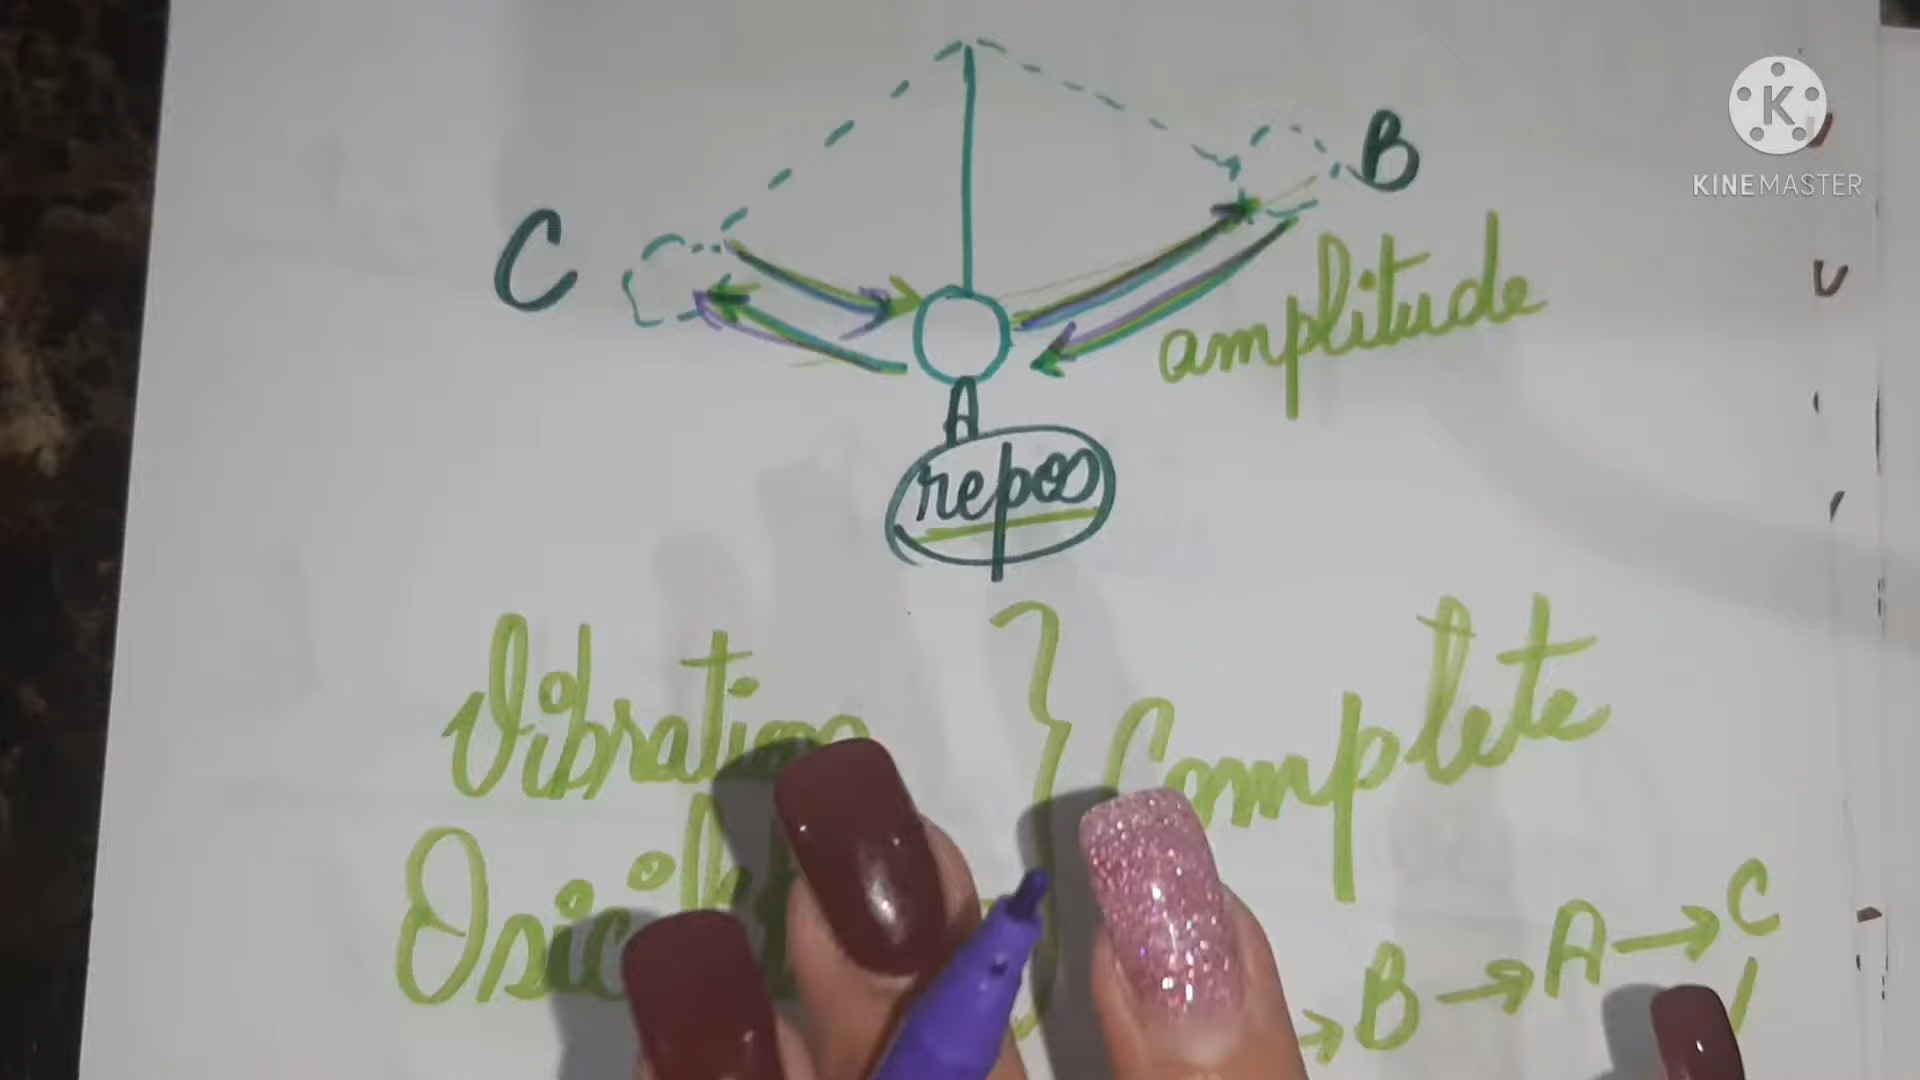 B
C
amplitude
A
repos
Vibration
Complete
B → A → C
K
KINEMASTER